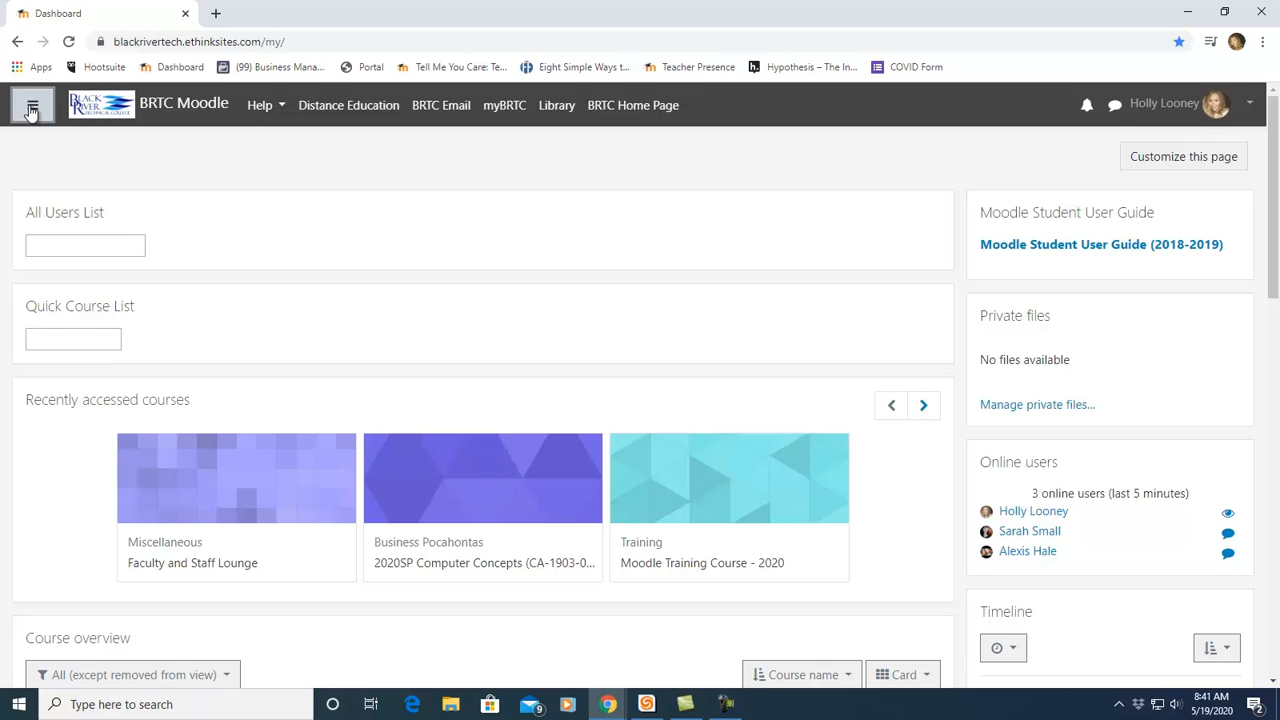 Dashboard
blackrivertech.ethinksites.com/my/
Apps Hootsuite Dashboard (99) Business Mana... Portal Tell Me You Care: Te... Eight Simple Ways t... Teacher Presence Hypothesis – The In... COVID Form
BLACK RIVER TECHNICAL COLLEGE BRTC Moodle Help Distance Education BRTC Email myBRTC Library BRTC Home Page Holly Looney
Customize this page
All Users List
Quick Course List
Recently accessed courses
Miscellaneous
Faculty and Staff Lounge
Business Pocahontas
2020SP Computer Concepts (CA-1903-0...
Training
Moodle Training Course - 2020
Course overview
All (except removed from view) Course name Card
Moodle Student User Guide
Moodle Student User Guide (2018-2019)
Private files
No files available
Manage private files...
Online users
3 online users (last 5 minutes)
Holly Looney
Sarah Small
Alexis Hale
Timeline
Type here to search
9
8:41 AM
5/19/2020
2